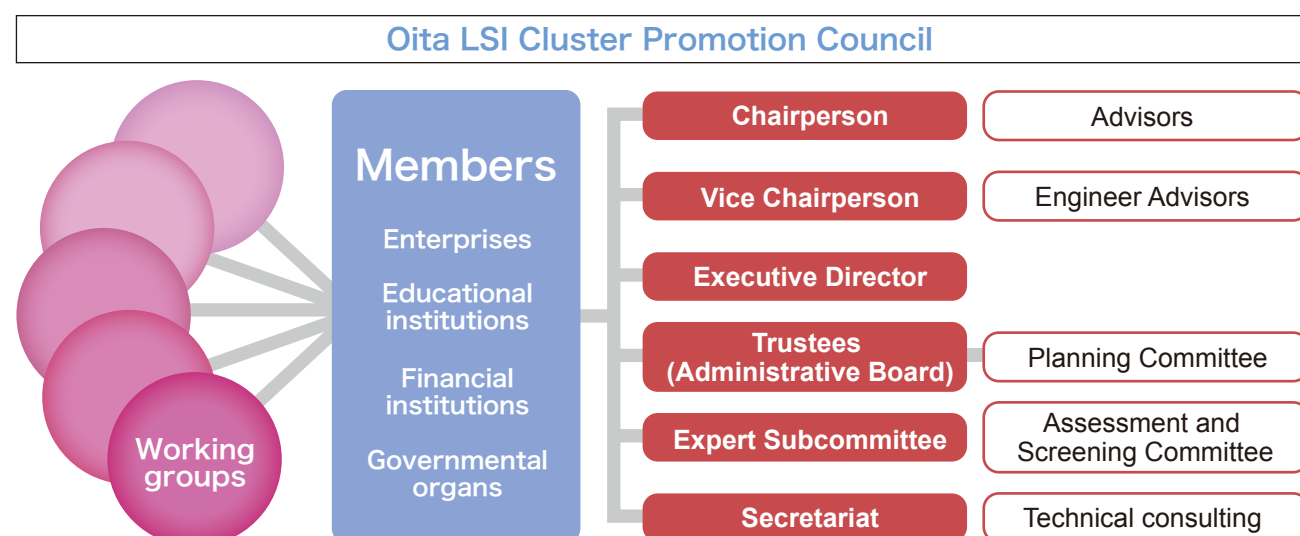 Oita LSI Cluster Promotion Council
Members
Enterprises
Educational
institutions
Financial
institutions
Governmental
organs
Working
groups
Chairperson
Advisors
Vice Chairperson
Engineer Advisors
Executive Director
Trustees
(Administrative Board)
Planning Committee
Expert Subcommittee
Assessment and
Screening Committee
Secretariat
Technical consulting